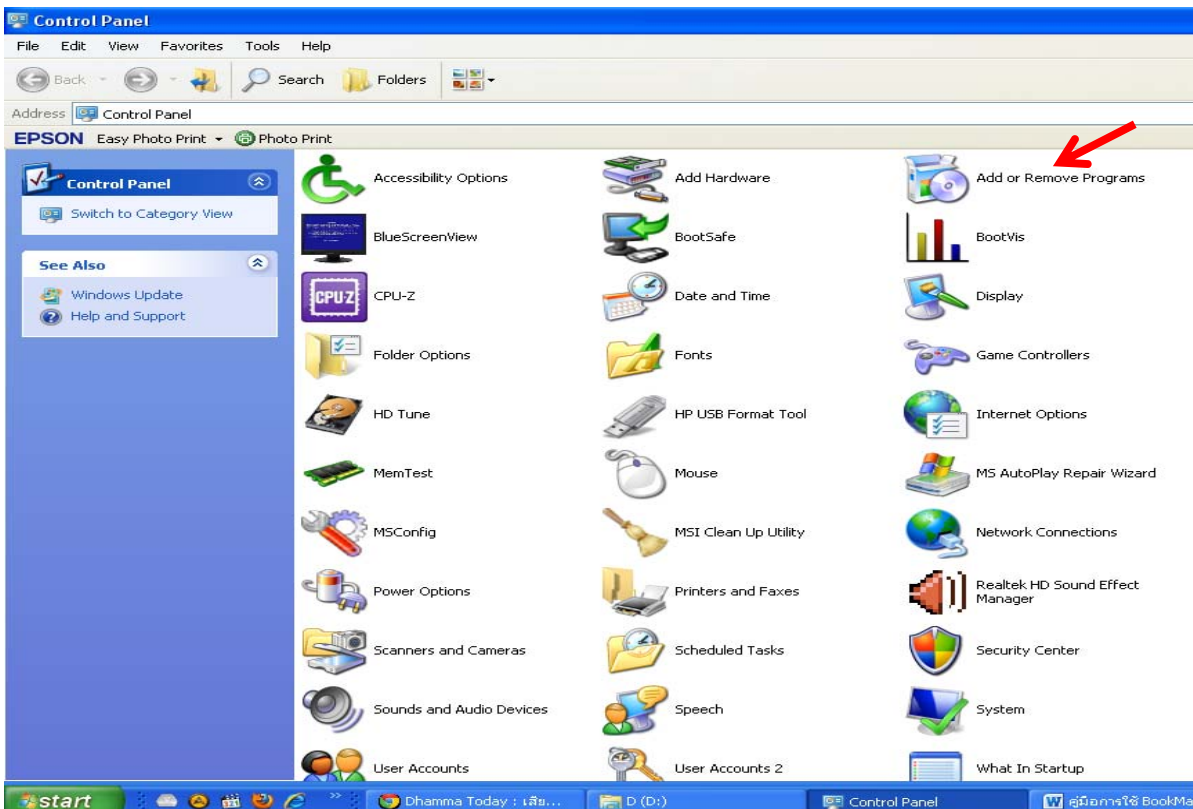 Control Panel
File Edit View Favorites Tools Help
Back Search Folders
Address Control Panel
EPSON Easy Photo Print Photo Print
Control Panel
Switch to Category View
See Also
Windows Update
Help and Support
Accessibility Options Add Hardware Add or Remove Programs
BlueScreenView BootSafe BootVis
CPU-Z CPU-Z Date and Time Display
Folder Options Fonts Game Controllers
HD Tune HP USB Format Tool Internet Options
MemTest Mouse MS AutoPlay Repair Wizard
MSConfig MSI Clean Up Utility Network Connections
Power Options Printers and Faxes Realtek HD Sound Effect
Manager
Scanners and Cameras Scheduled Tasks Security Center
Sounds and Audio Devices Speech System
User Accounts User Accounts 2 What In Startup
start Dhamma Today : เสีย... D (D:) Control Panel คู่มือการใช้ BookMa